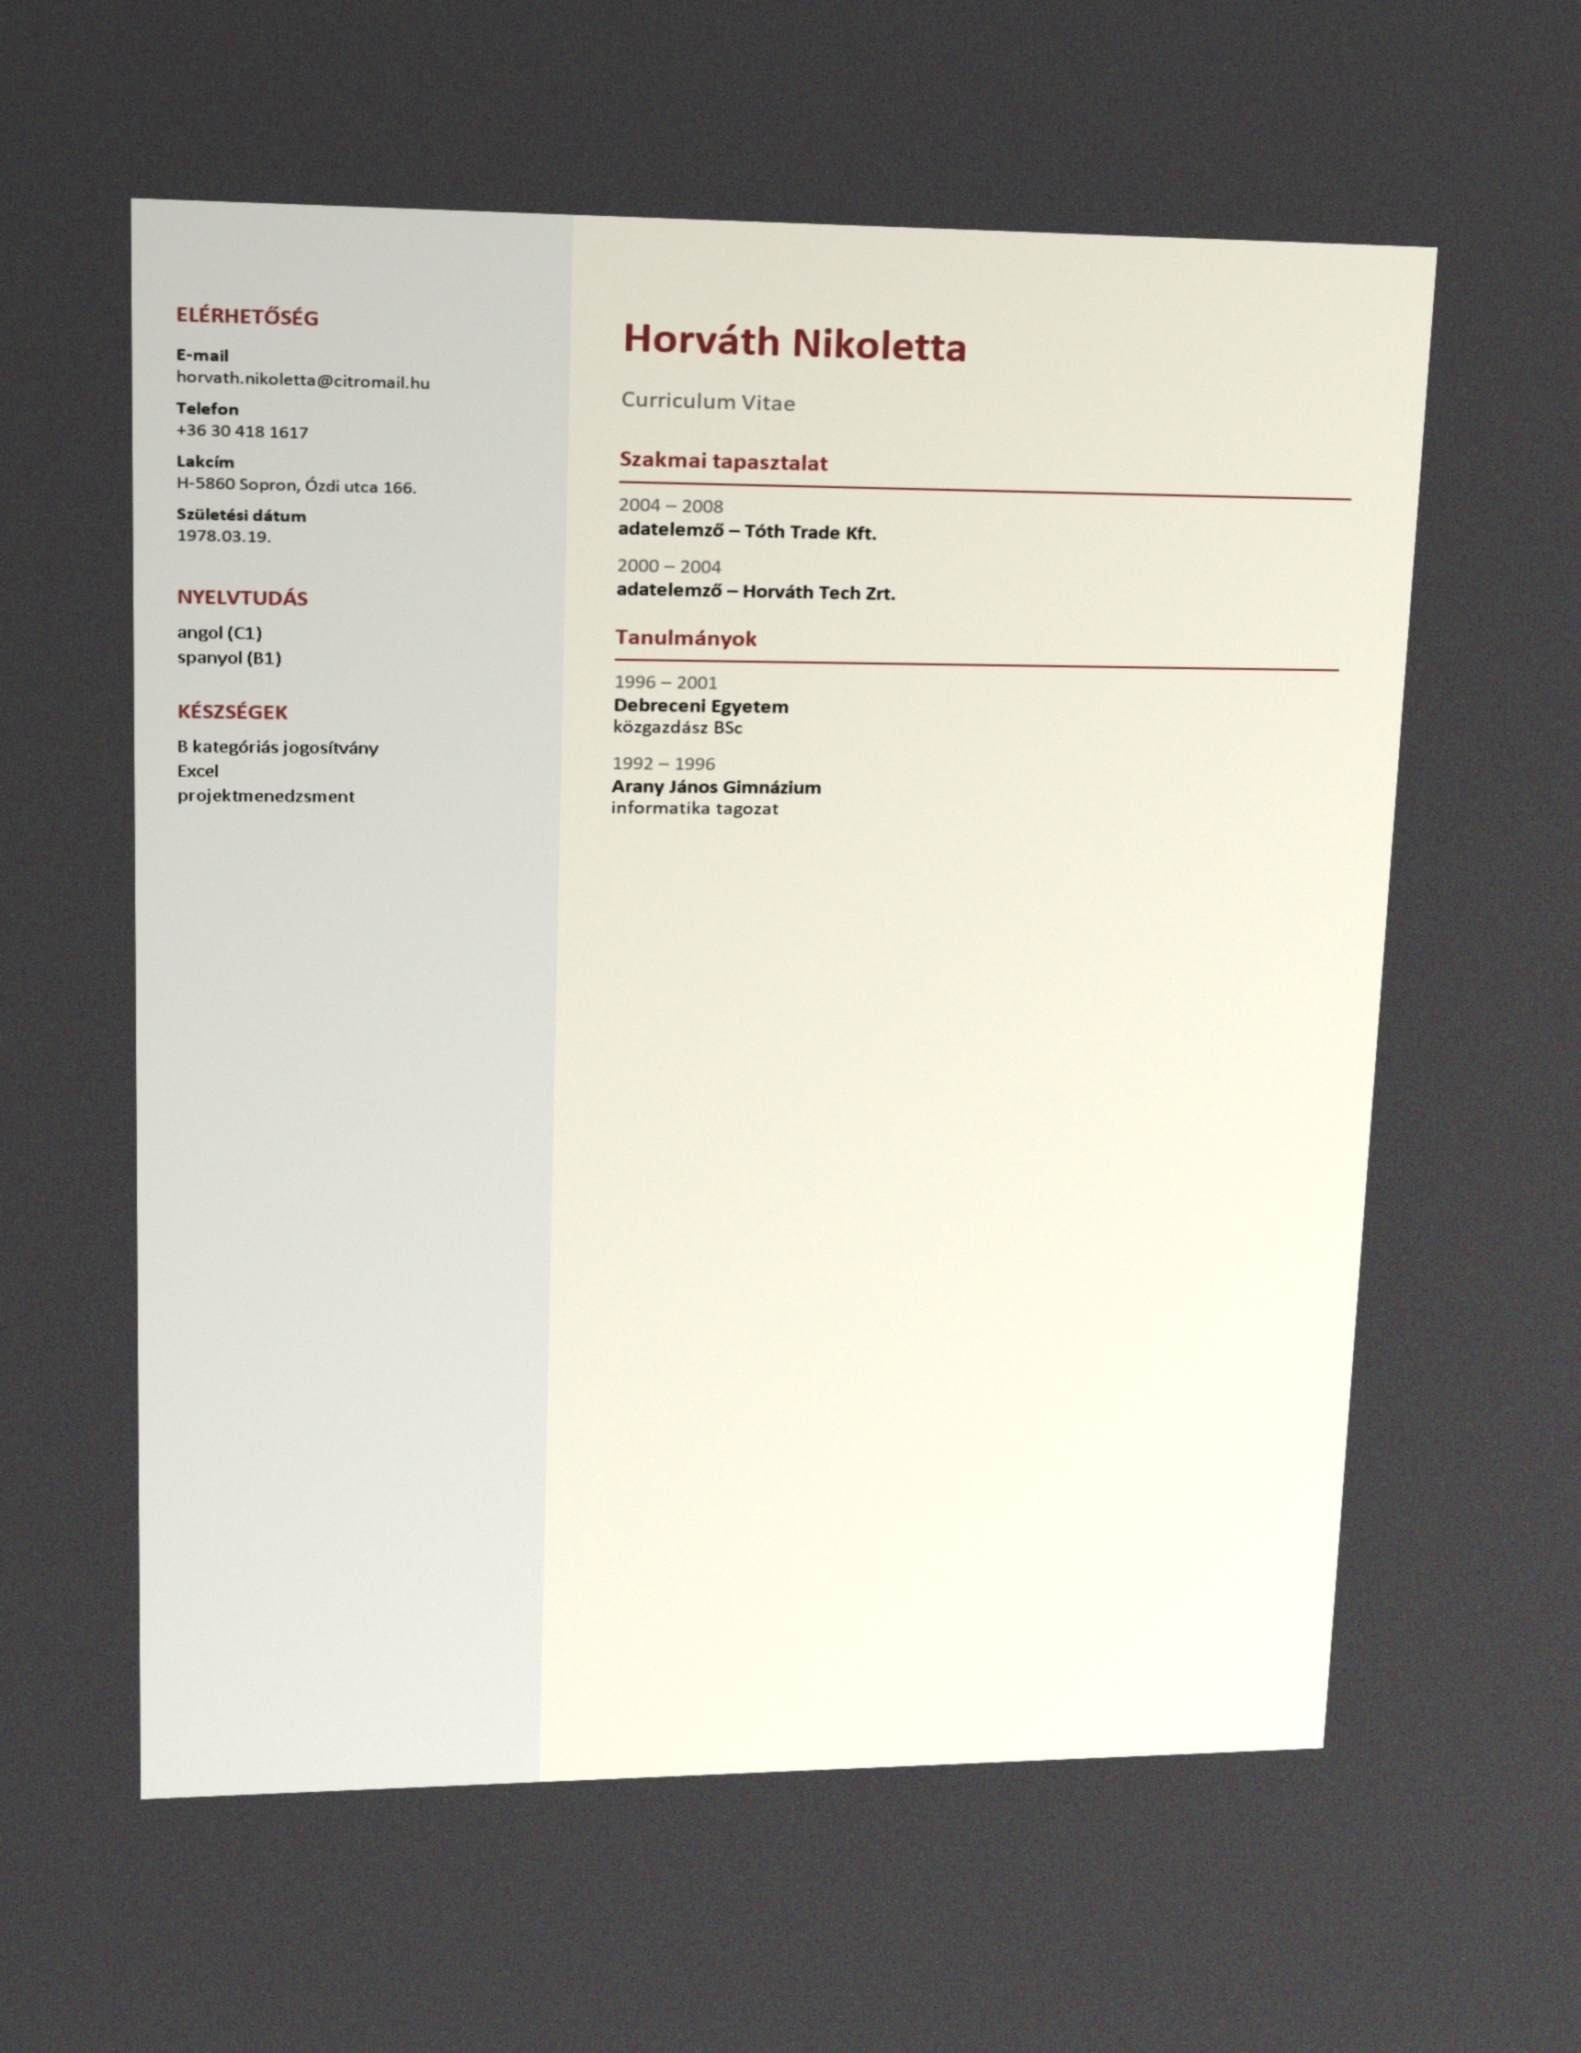 ELÉRHETŐSÉG
E-mail
horvath.nikoletta@citromail.hu
Telefon
+36 30 418 1617
Lakcím
H-5860 Sopron, Ózdi utca 166.
Születési dátum
1978.03.19.
NYELVTUDÁS
angol (C1)
spanyol (B1)
KÉSZSÉGEK
B kategóriás jogosítvány
Excel
projektmenedzsment
Horváth Nikoletta
Curriculum Vitae
Szakmai tapasztalat
2004 – 2008
adatelemző – Tóth Trade Kft.
2000 – 2004
adatelemző – Horváth Tech Zrt.
Tanulmányok
1996 – 2001
Debreceni Egyetem
közgazdász BSc
1992 – 1996
Arany János Gimnázium
informatika tagozat